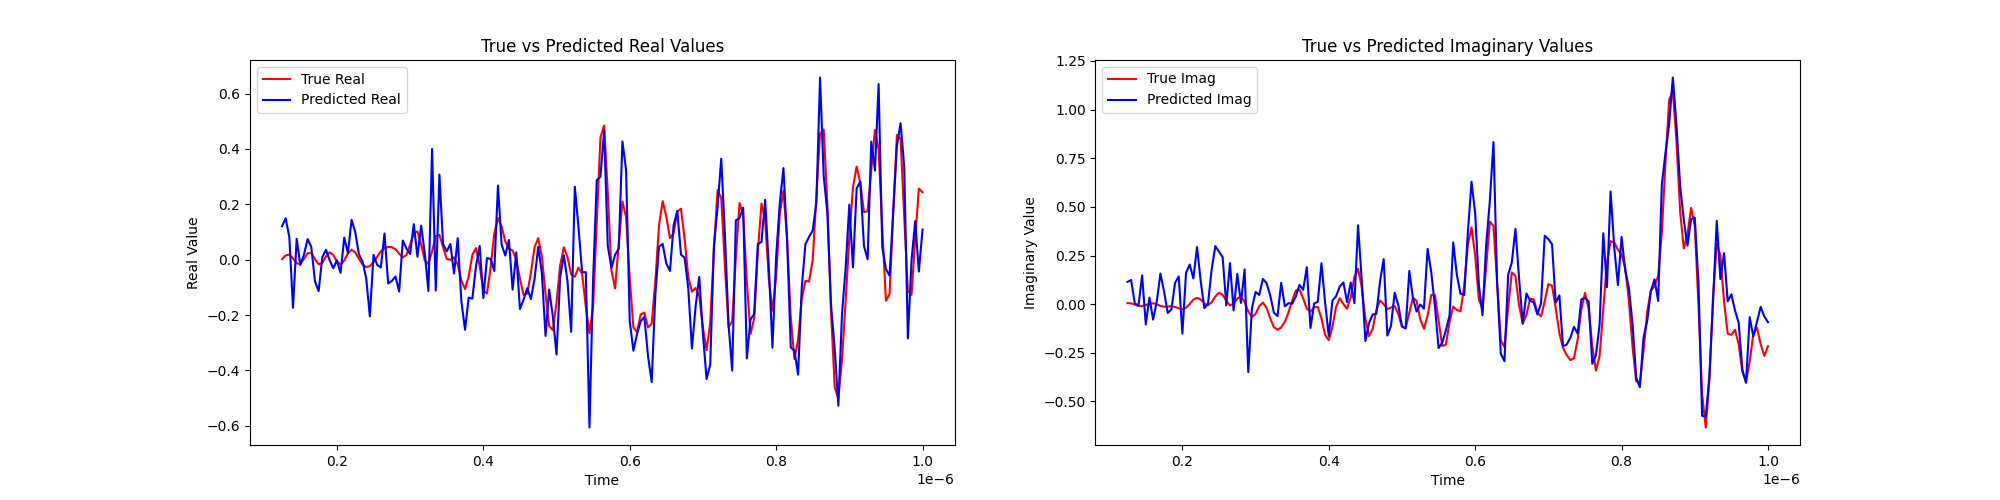 True vs Predicted Real Values
True Real
Predicted Real
Real Value
0.6
0.4
0.2
0.0
−0.2
−0.4
−0.6
0.2 0.4 0.6 0.8 1.0
1e−6
Time
True vs Predicted Imaginary Values
True Imag
Predicted Imag
Imaginary Value
1.25
1.00
0.75
0.50
0.25
0.00
−0.25
−0.50
0.2 0.4 0.6 0.8 1.0
1e−6
Time